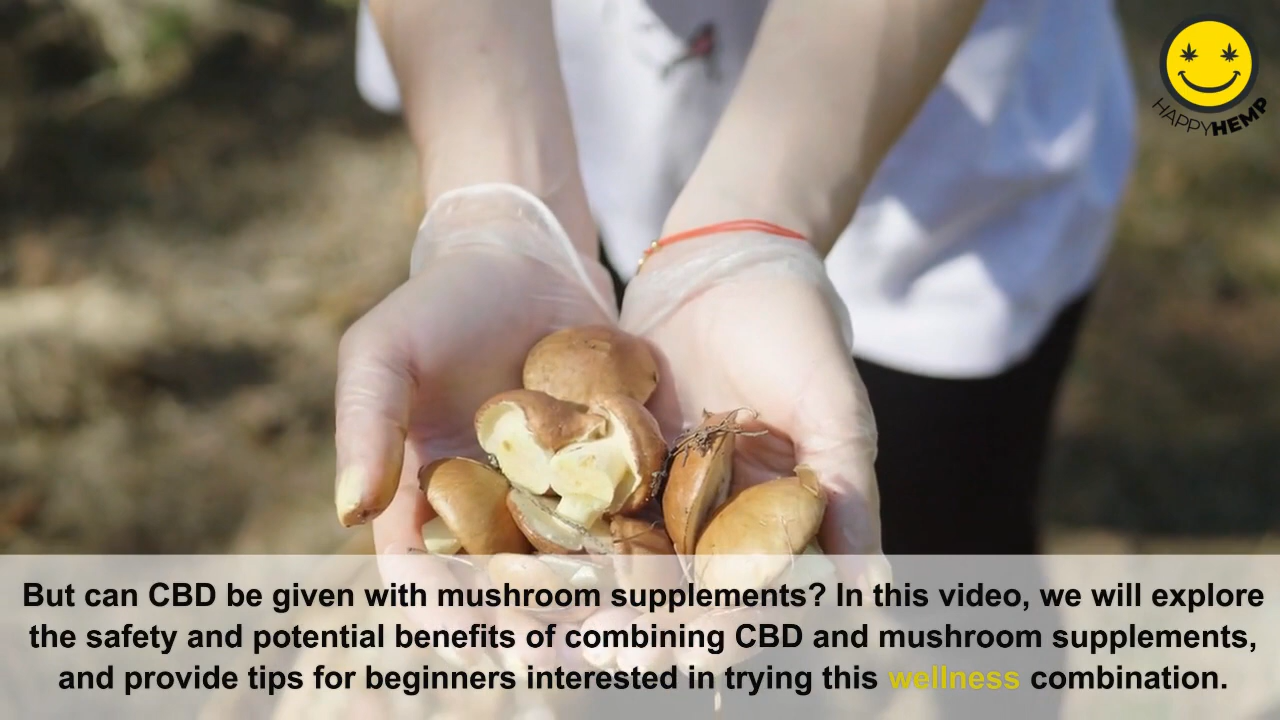 HAPPYHEMP
But can CBD be given with mushroom supplements? In this video, we will explore
the safety and potential benefits of combining CBD and mushroom supplements,
and provide tips for beginners interested in trying this wellness combination.